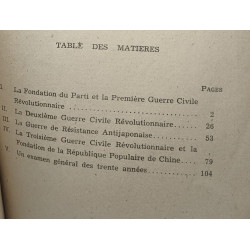 TABLE DES MATIERES
PAGES
I. La Fondation du Parti et la Première Guerre Civile
Révolutionnaire 2
II. La Deuxième Guerre Civile Révolutionnaire 26
III. La Guerre de Résistance Antijaponaise 53
IV. La Troisième Guerre Civile Révolutionnaire et la
Fondation de la République Populaire de Chine 79
V. Un examen général des trente années 104